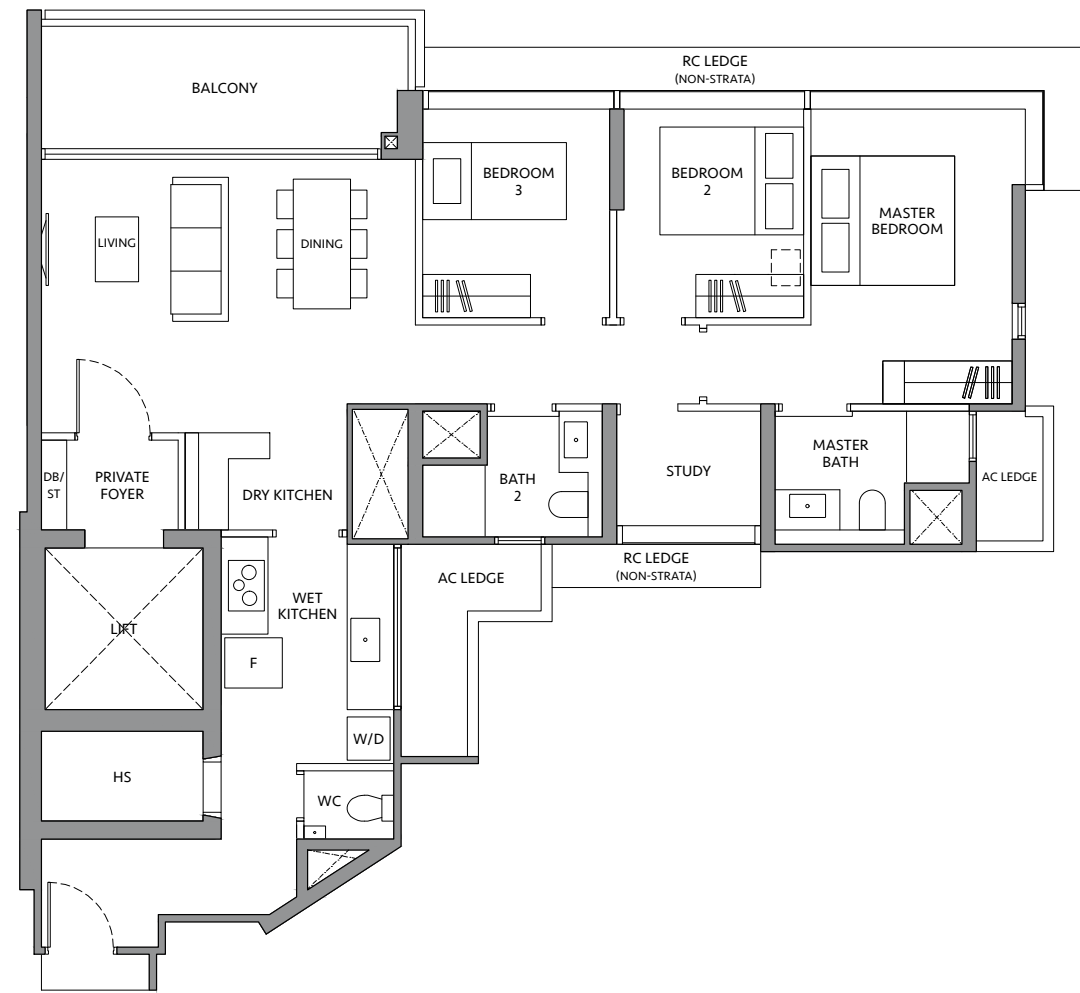 RC LEDGE
(NON-STRATA)
BALCONY
BEDROOM
3
BEDROOM
2
MASTER
BEDROOM
LIVING
DINING
DB/
ST
PRIVATE
FOYER
DRY KITCHEN
BATH
2
STUDY
MASTER
BATH
AC LEDGE
RC LEDGE
(NON-STRATA)
AC LEDGE
WET
KITCHEN
LIFT
F
W/D
HS
WC